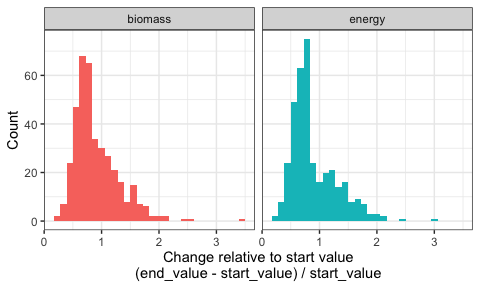 biomass
energy
Count
60
40
20
0
0 1 2 3
0 1 2 3
Change relative to start value
(end_value - start_value) / start_value